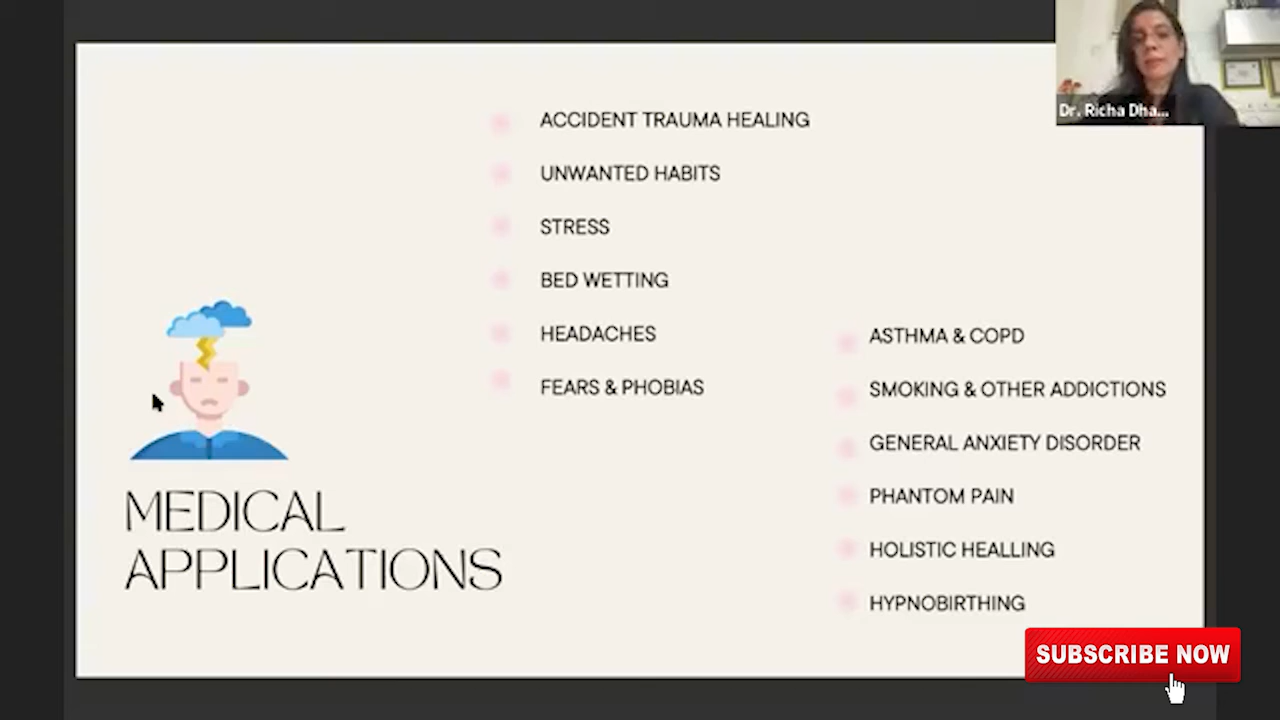 Dr. Richa Dha...
ACCIDENT TRAUMA HEALING
UNWANTED HABITS
STRESS
BED WETTING
HEADACHES
FEARS & PHOBIAS
ASTHMA & COPD
SMOKING & OTHER ADDICTIONS
GENERAL ANXIETY DISORDER
PHANTOM PAIN
HOLISTIC HEALLING
HYPNOBIRTHING
MEDICAL
APPLICATIONS
SUBSCRIBE NOW